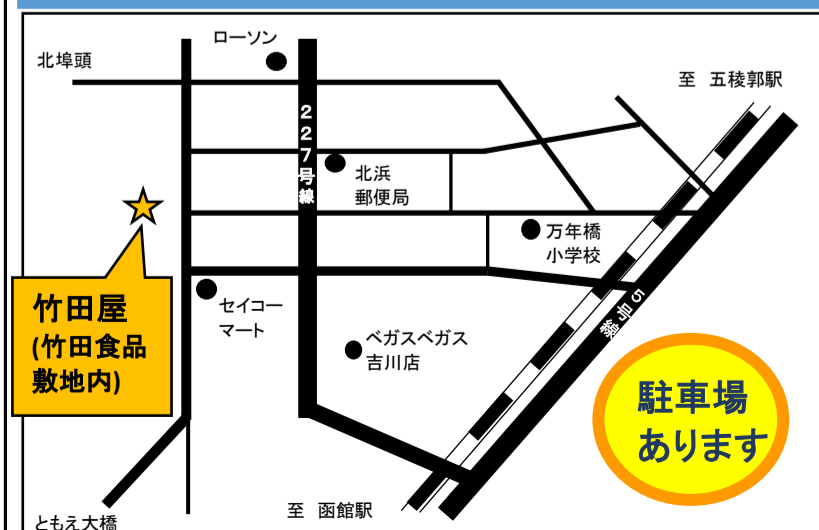 ローソン
北埠頭
至 五稜郭駅
227号線
北浜
郵便局
万年橋
小学校
竹田屋
(竹田食品
敷地内)
セイコー
マート
ベガスベガス
吉川店
5号線
駐車場
あります
至 函館駅
ともえ大橋